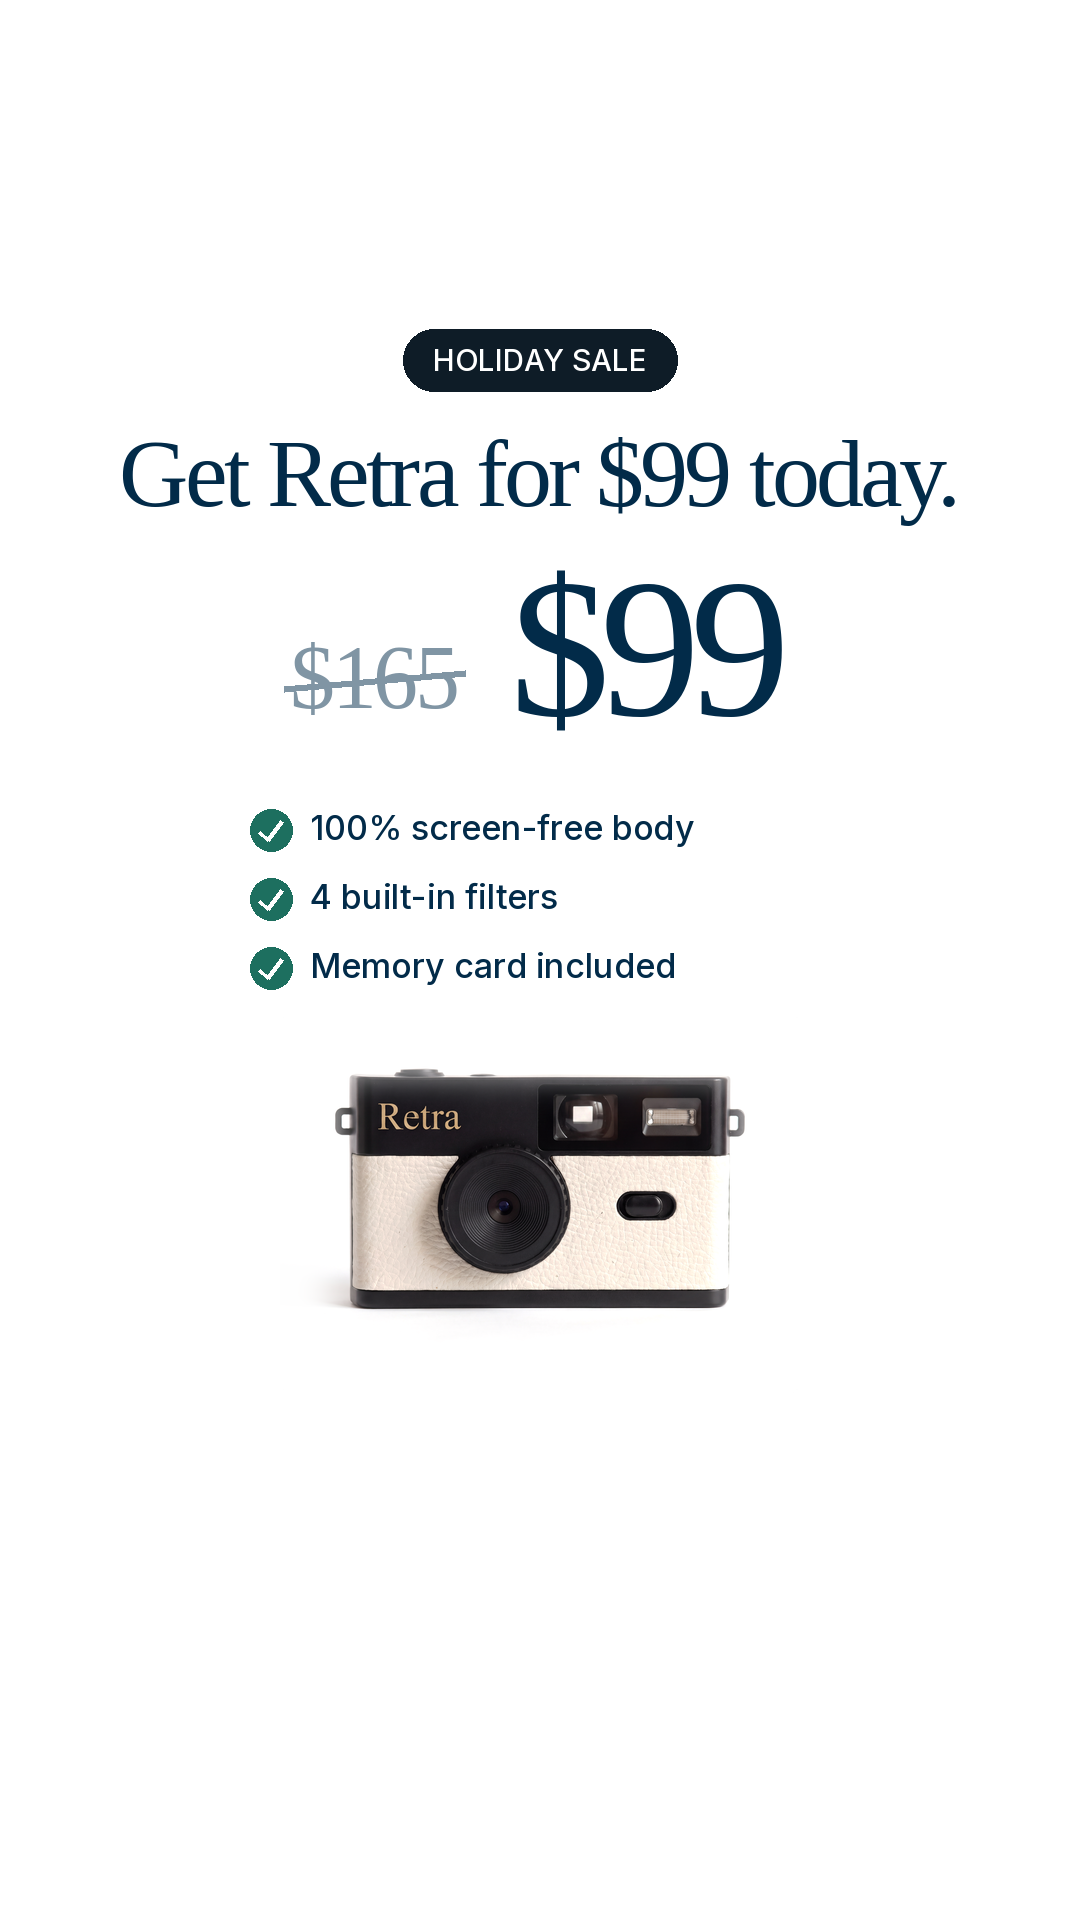 HOLIDAY SALE
Get Retra for $99 today.
$165 $99
100% screen-free body
4 built-in filters
Memory card included
Retra